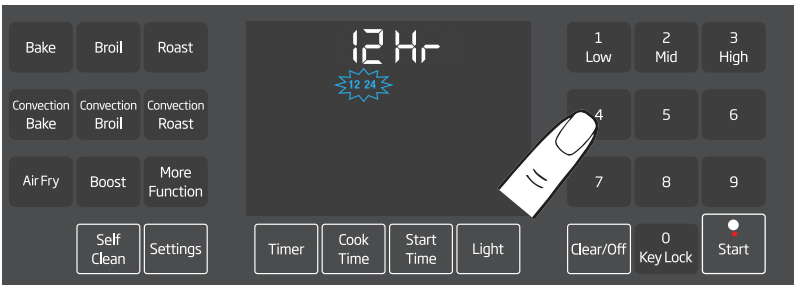 Bake
Broil
Roast
12 Hr
12 24
1
Low
2
Mid
3
High
Convection
Bake
Convection
Broil
Convection
Roast
4
5
6
Air Fry
Boost
More
Function
7
8
9
Self
Clean
Settings
Timer
Cook
Time
Start
Time
Light
Clear/Off
0
Key Lock
Start